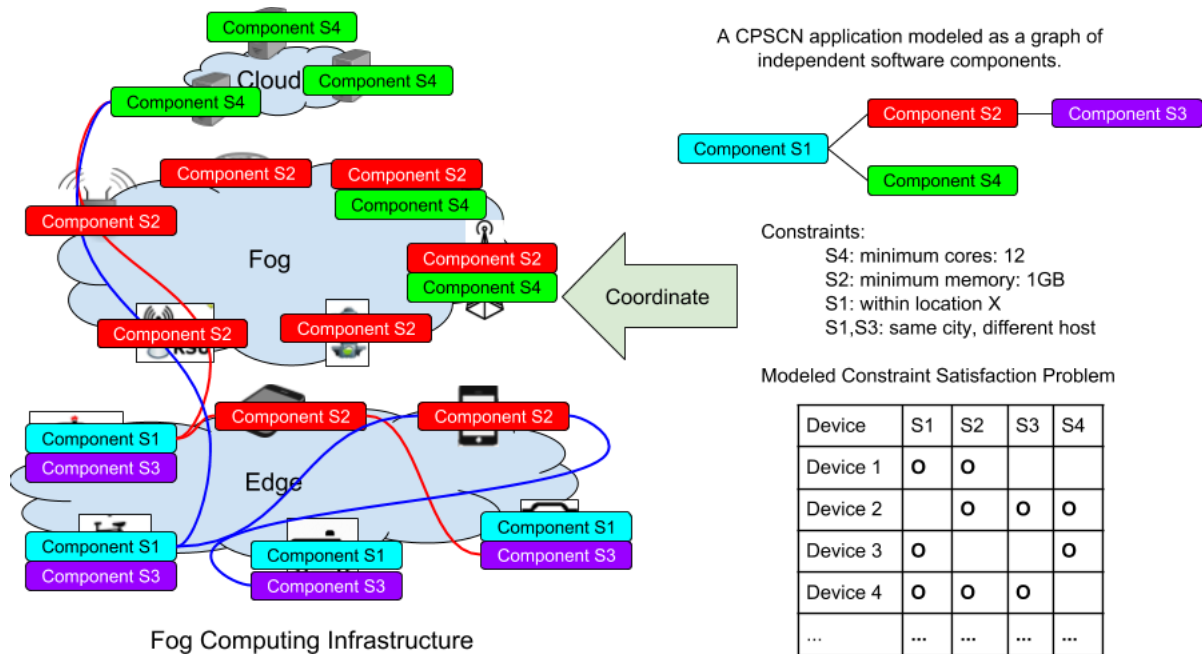 Component S4
Cloud
Component S4
Component S4
Component S2
Component S2
Component S4
Component S2
Fog
Component S2
Component S4
Component S2
RSU
Component S2
Component S2
Component S2
Component S1
Component S3
Edge
Component S1
Component S3
Component S1
Component S3
Component S1
Component S3
Fog Computing Infrastructure
Coordinate
A CPSCN application modeled as a graph of
independent software components.
Component S2
Component S3
Component S1
Component S4
Constraints:
S4: minimum cores: 12
S2: minimum memory: 1GB
S1: within location X
S1,S3: same city, different host
Modeled Constraint Satisfaction Problem
Device S1 S2 S3 S4
Device 1 O O
Device 2 O O O
Device 3 O O
Device 4 O O O
... ... ... ... ...